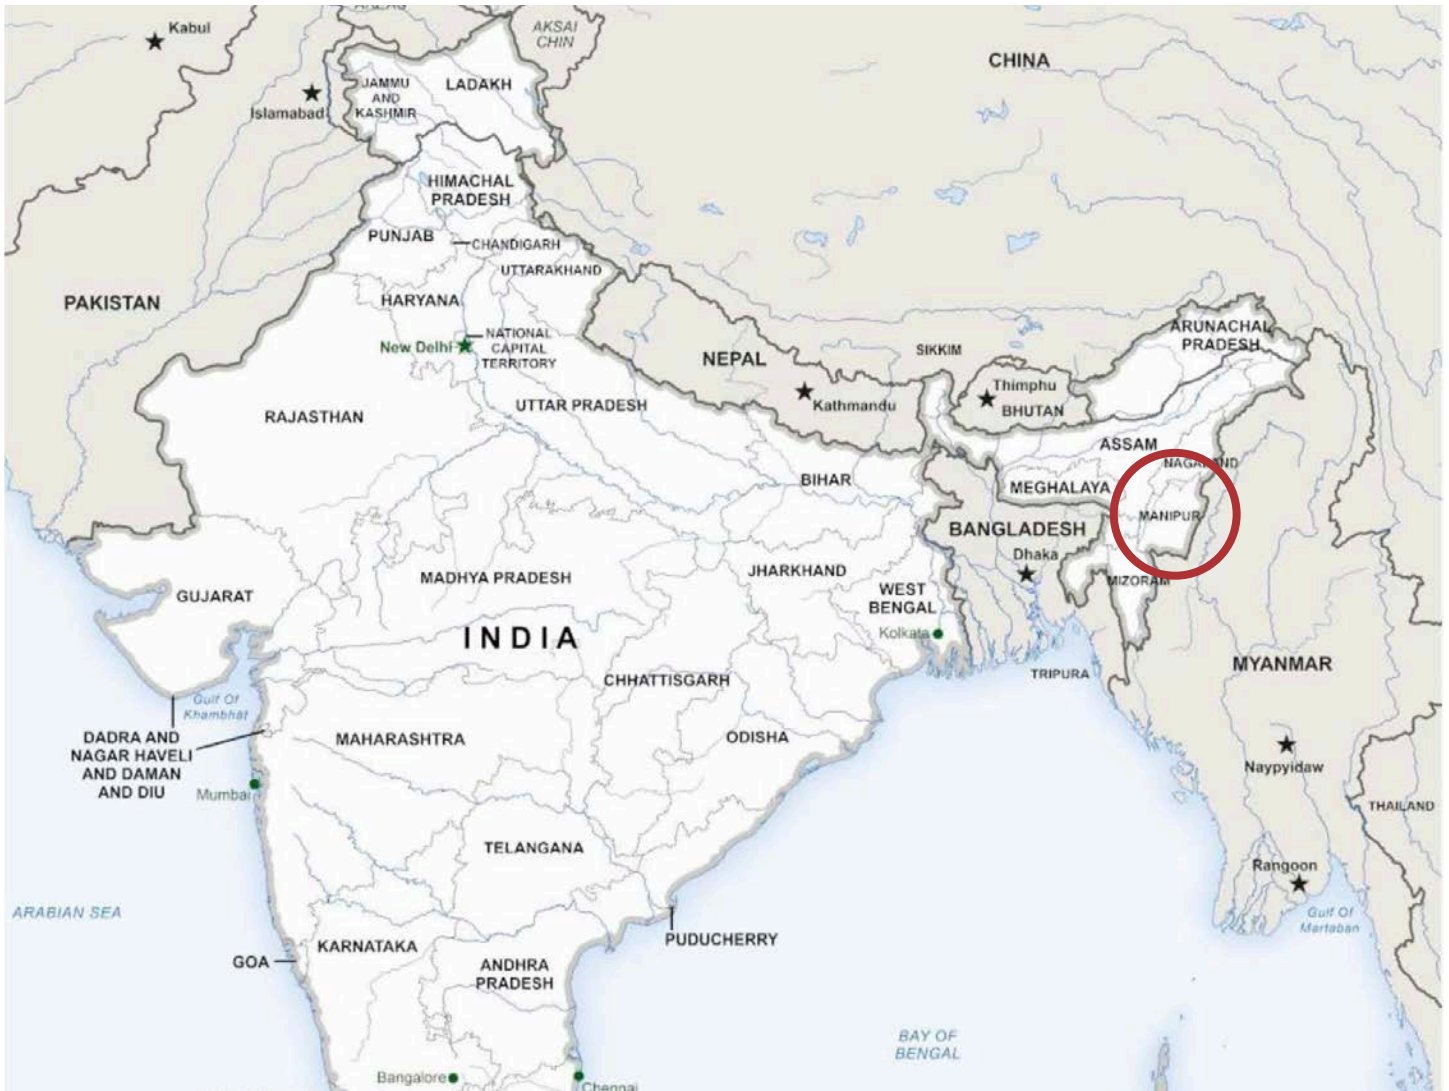 Kabul
AKSAI
CHIN
CHINA
JAMMU
AND
KASHMIR
LADAKH
Islamabad
HIMACHAL
PRADESH
PUNJAB
CHANDIGARH
UTTARAKHAND
PAKISTAN
HARYANA
NATIONAL
CAPITAL
TERRITORY
New Delhi
NEPAL
SIKKIM
ARUNACHAL
PRADESH
Kathmandu
Thimphu
BHUTAN
RAJASTHAN
UTTAR PRADESH
ASSAM
NAGALAND
BIHAR
MEGHALAYA
MANIPUR
BANGLADESH
Dhaka
MADHYA PRADESH
JHARKHAND
MIZORAM
GUJARAT
WEST
BENGAL
Kolkata
INDIA
MYANMAR
TRIPURA
CHHATTISGARH
Gulf Of
Khambhat
DADRA AND
NAGAR HAVELI
AND DAMAN
AND DIU
MAHARASHTRA
ODISHA
Naypyidaw
Mumbai
THAILAND
TELANGANA
Rangoon
ARABIAN SEA
Gulf Of
Martaban
PUDUCHERRY
KARNATAKA
GOA
ANDHRA
PRADESH
BAY OF
BENGAL
Bangalore
Chennai